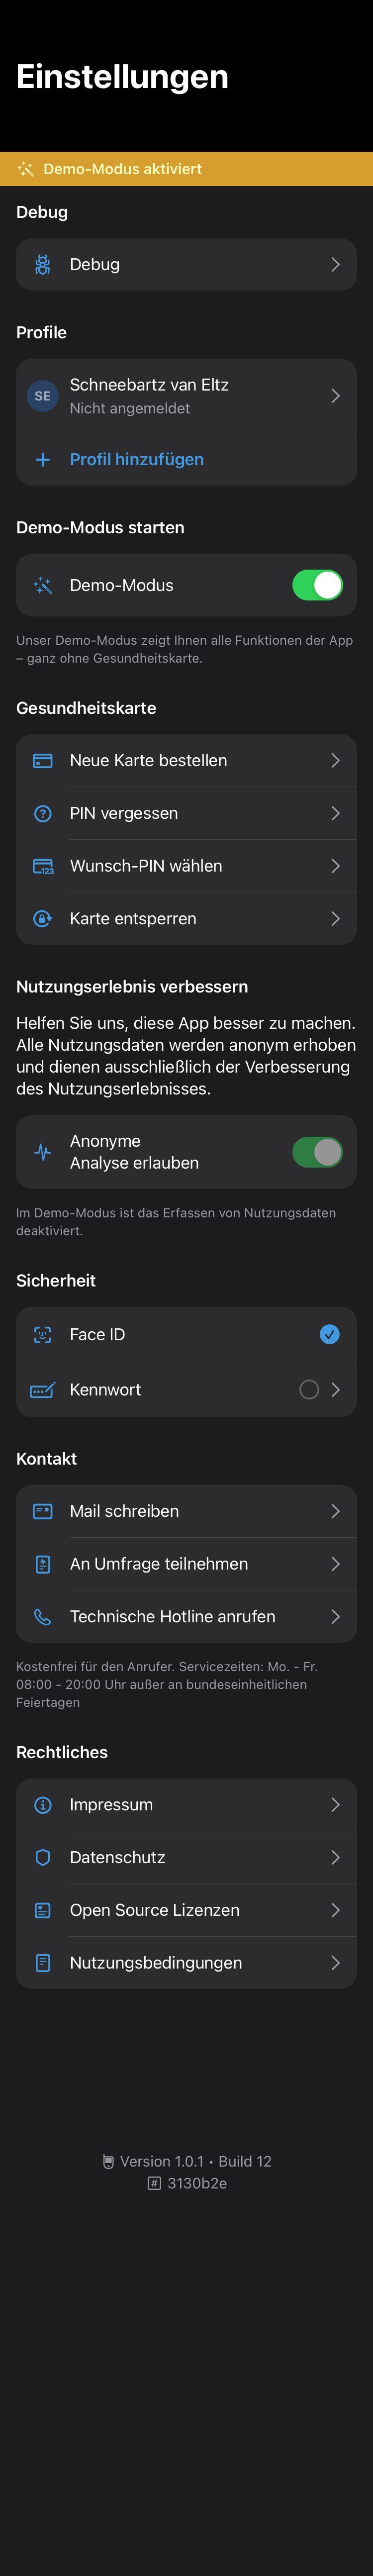 Einstellungen
Demo-Modus aktiviert
Debug
Debug
Profile
SE
Schneebartz van Eltz
Nicht angemeldet
Profil hinzufügen
Demo-Modus starten
Demo-Modus
Unser Demo-Modus zeigt Ihnen alle Funktionen der App
– ganz ohne Gesundheitskarte.
Gesundheitskarte
Neue Karte bestellen
PIN vergessen
123
Wunsch-PIN wählen
Karte entsperren
Nutzungserlebnis verbessern
Helfen Sie uns, diese App besser zu machen.
Alle Nutzungsdaten werden anonym erhoben
und dienen ausschließlich der Verbesserung
des Nutzungserlebnisses.
Anonyme
Analyse erlauben
Im Demo-Modus ist das Erfassen von Nutzungsdaten
deaktiviert.
Sicherheit
Face ID
Kennwort
Kontakt
Mail schreiben
An Umfrage teilnehmen
Technische Hotline anrufen
Kostenfrei für den Anrufer. Servicezeiten: Mo. - Fr.
08:00 - 20:00 Uhr außer an bundeseinheitlichen
Feiertagen
Rechtliches
Impressum
Datenschutz
Open Source Lizenzen
Nutzungsbedingungen
Version 1.0.1 • Build 12
# 3130b2e